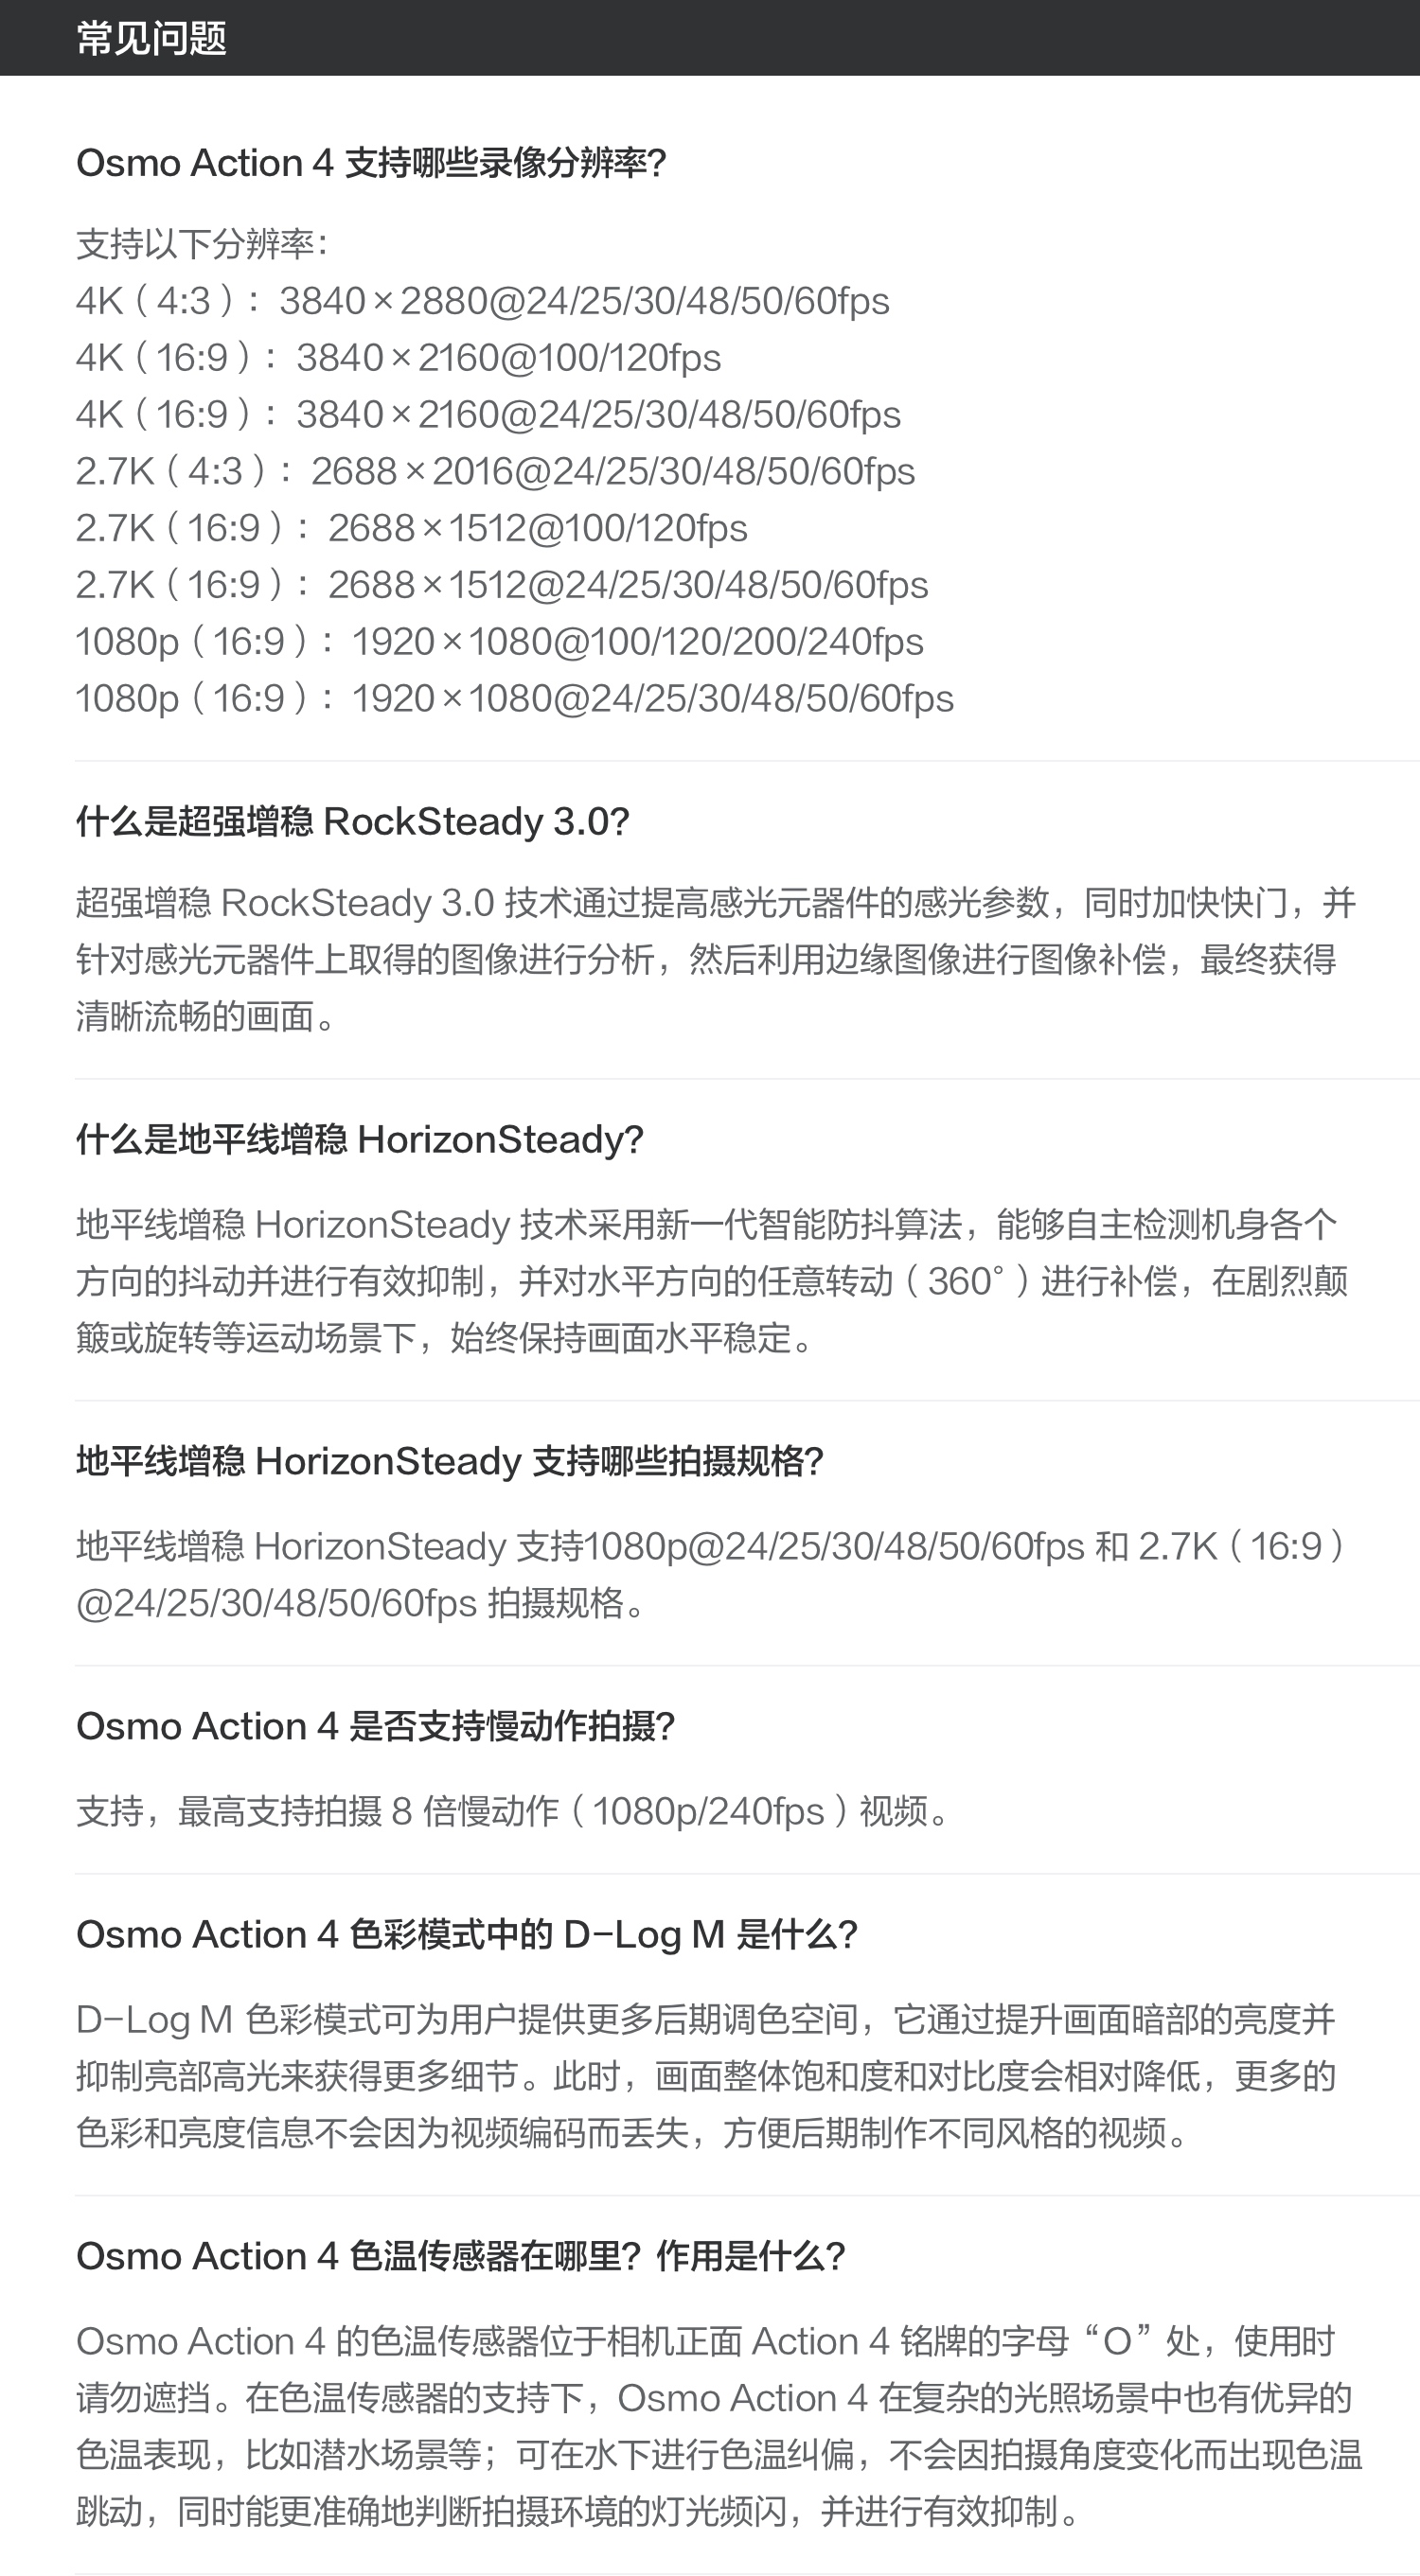 常见问题
Osmo Action 4 支持哪些录像分辨率？
支持以下分辨率：
4K（4:3）：3840×2880@24/25/30/48/50/60fps
4K（16:9）：3840×2160@100/120fps
4K（16:9）：3840×2160@24/25/30/48/50/60fps
2.7K（4:3）：2688×2016@24/25/30/48/50/60fps
2.7K（16:9）：2688×1512@100/120fps
2.7K（16:9）：2688×1512@24/25/30/48/50/60fps
1080p（16:9）：1920×1080@100/120/200/240fps
1080p（16:9）：1920×1080@24/25/30/48/50/60fps
什么是超强增稳 RockSteady 3.0？
超强增稳 RockSteady 3.0 技术通过提高感光元器件的感光参数，同时加快快门，并
针对感光元器件上取得的图像进行分析，然后利用边缘图像进行图像补偿，最终获得
清晰流畅的画面。
什么是地平线增稳 HorizonSteady？
地平线增稳 HorizonSteady 技术采用新一代智能防抖算法，能够自主检测机身各个
方向的抖动并进行有效抑制，并对水平方向的任意转动（360°）进行补偿，在剧烈颠
簸或旋转等运动场景下，始终保持画面水平稳定。
地平线增稳 HorizonSteady 支持哪些拍摄规格？
地平线增稳 HorizonSteady 支持1080p@24/25/30/48/50/60fps 和 2.7K（16:9）
@24/25/30/48/50/60fps 拍摄规格。
Osmo Action 4 是否支持慢动作拍摄？
支持，最高支持拍摄 8 倍慢动作（1080p/240fps）视频。
Osmo Action 4 色彩模式中的 D-Log M 是什么？
D-Log M 色彩模式可为用户提供更多后期调色空间，它通过提升画面暗部的亮度并
抑制亮部高光来获得更多细节。此时，画面整体饱和度和对比度会相对降低，更多的
色彩和亮度信息不会因为视频编码而丢失，方便后期制作不同风格的视频。
Osmo Action 4 色温传感器在哪里？作用是什么？
Osmo Action 4 的色温传感器位于相机正面 Action 4 铭牌的字母“O”处，使用时
请勿遮挡。在色温传感器的支持下，Osmo Action 4 在复杂的光照场景中也有优异的
色温表现，比如潜水场景等；可在水下进行色温纠偏，不会因拍摄角度变化而出现色温
跳动，同时能更准确地判断拍摄环境的灯光频闪，并进行有效抑制。